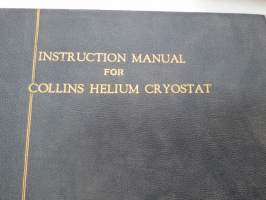 INSTRUCTION MANUAL
FOR
COLLINS HELIUM CRYOSTAT